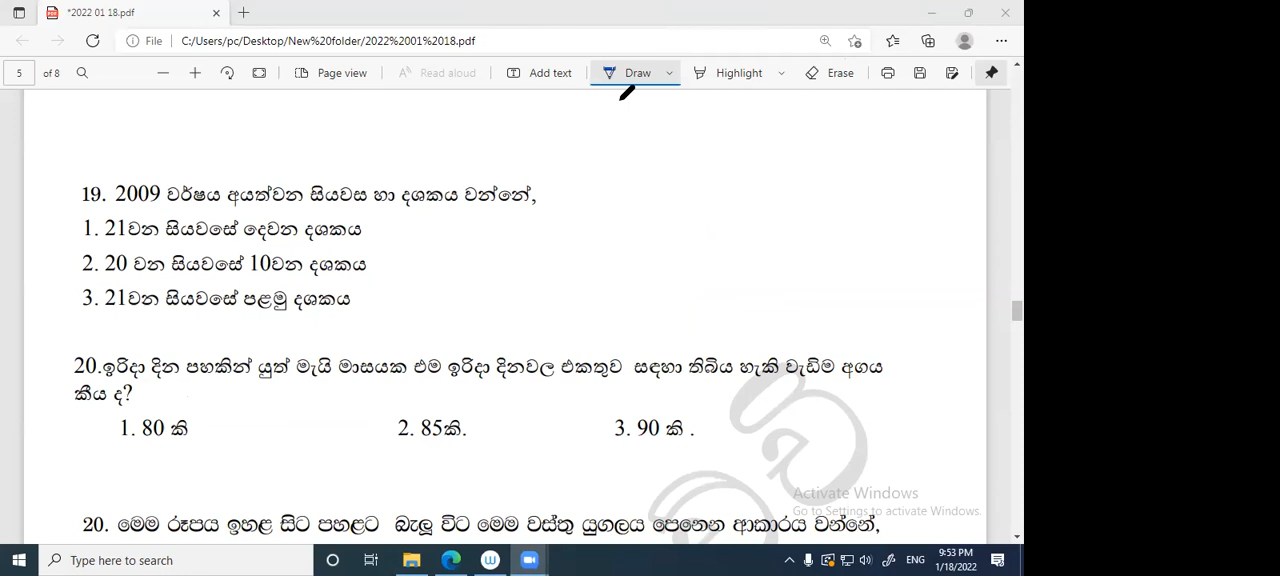 *2022 01 18.pdf
File
C:/Users/pc/Desktop/New%20folder/2022%2001%2018.pdf
5 of 8
Page view
Read aloud
Add text
Draw
Highlight
Erase
19. 2009 වර්ෂය අයත්වන සියවස හා දශකය වන්නේ,
1. 21වන සියවසේ දෙවන දශකය
2. 20 වන සියවසේ 10වන දශකය
3. 21වන සියවසේ පළමු දශකය
20.ඉරිදා දින පහකින් යුත් මැයි මාසයක එම ඉරිදා දිනවල එකතුව සඳහා තිබිය හැකි වැඩිම අගය
කීය ද?
1. 80 කි 2. 85කි. 3. 90 කි .
Activate Windows
Go to Settings to activate Windows.
20. මෙම රූපය ඉහළ සිට පහළට බැලූ විට මෙම වස්තු යුගලය පෙනෙන ආකාරය වන්නේ,
Type here to search
ENG
9:53 PM
1/18/2022